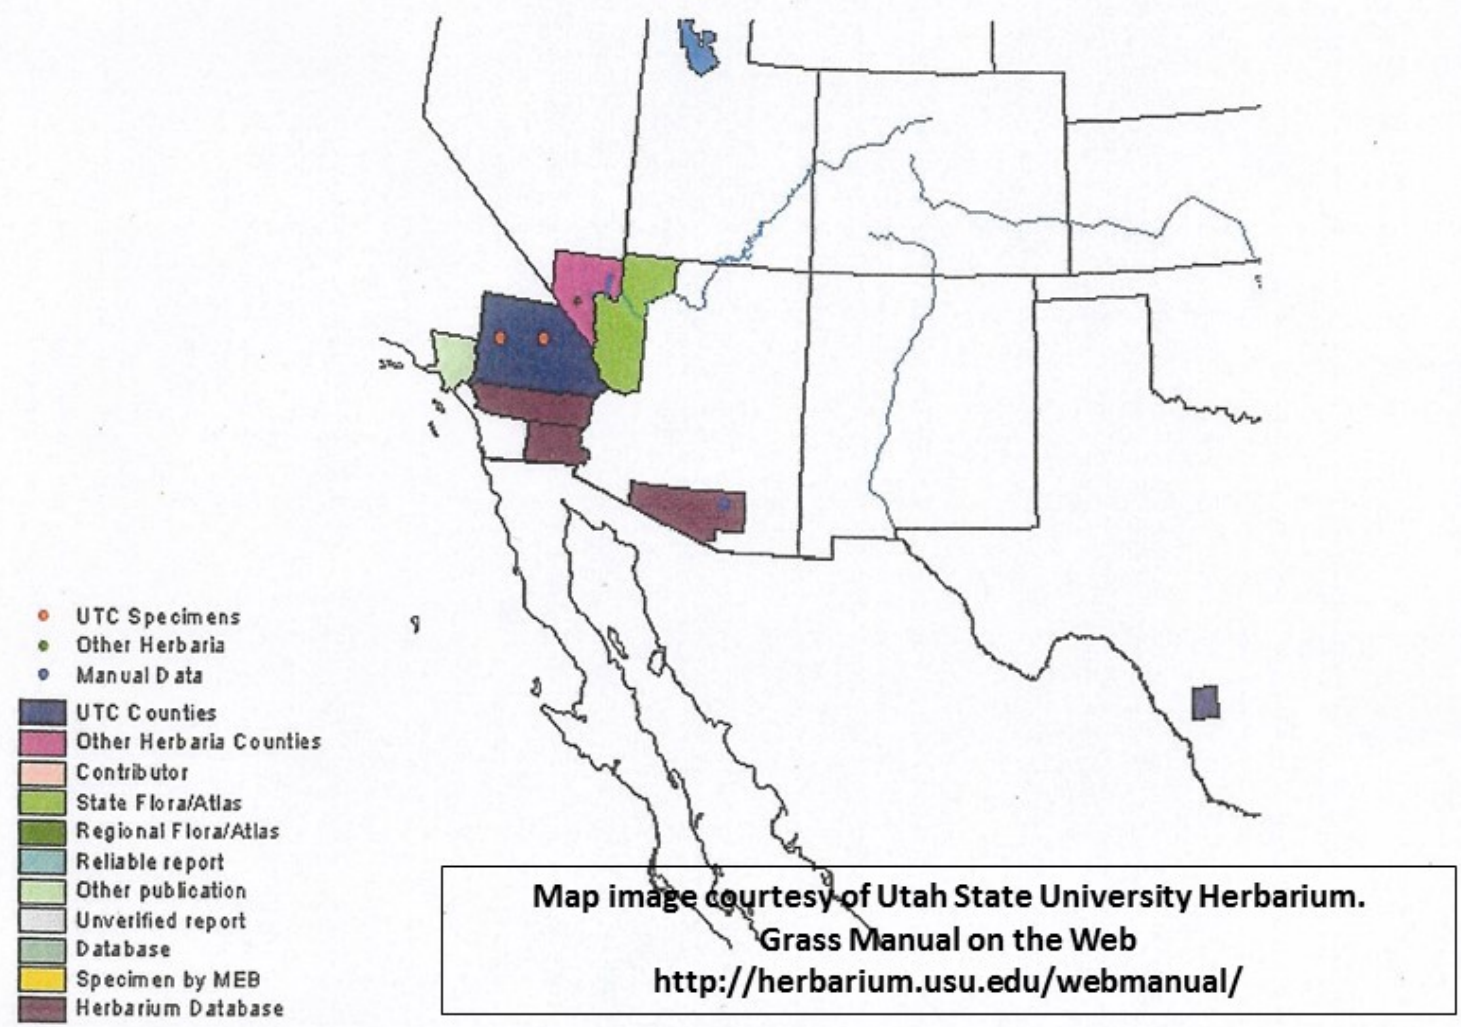 UTC Specimens
Other Herbaria
Manual Data
UTC Counties
Other Herbaria Counties
Contributor
State Flora/Atlas
Regional Flora/Atlas
Reliable report
Other publication
Unverified report
Database
Specimen by MEB
Herbarium Database
Map image courtesy of Utah State University Herbarium.
Grass Manual on the Web
http://herbarium.usu.edu/webmanual/